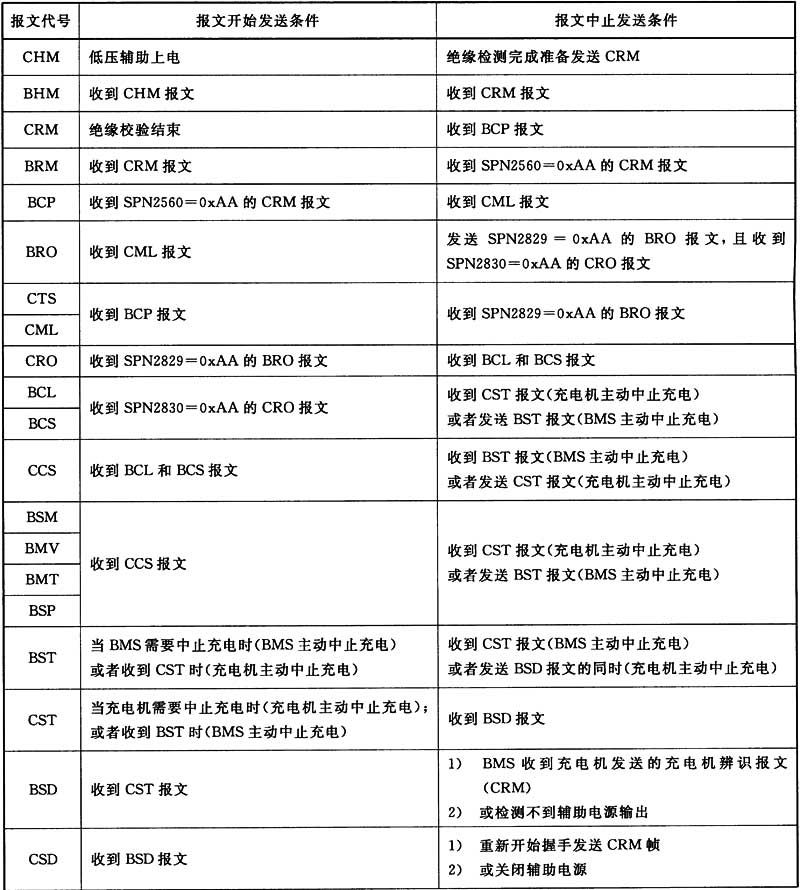 报文代号 报文开始发送条件 报文中止发送条件
CHM 低压辅助上电 绝缘检测完成准备发送 CRM
BHM 收到 CHM 报文 收到 CRM 报文
CRM 绝缘校验结束 收到 BCP 报文
BRM 收到 CRM 报文 收到 SPN2560=0xAA 的 CRM 报文
BCP 收到 SPN2560=0xAA 的 CRM 报文 收到 CML 报文
BRO 收到 CML 报文 发送 SPN2829 = 0xAA 的 BRO 报文,且收到
SPN2830=0xAA 的 CRO 报文
CTS
CML
收到 BCP 报文 收到 SPN2829=0xAA 的 BRO 报文
CRO 收到 SPN2829=0xAA 的 BRO 报文 收到 BCL 和 BCS 报文
BCL
BCS
收到 SPN2830=0xAA 的 CRO 报文
收到 CST 报文(充电机主动中止充电)
或者发送 BST 报文(BMS 主动中止充电)
CCS 收到 BCL 和 BCS 报文
收到 BST 报文(BMS 主动中止充电)
或者发送 CST 报文(充电机主动中止充电)
BSM
BMV
BMT
BSP
收到 CCS 报文
收到 CST 报文(充电机主动中止充电)
或者发送 BST 报文(BMS 主动中止充电)
BST
当 BMS 需要中止充电时(BMS 主动中止充电)
或者收到 CST 时(充电机主动中止充电)
收到 CST 报文(BMS 主动中止充电)
或者发送 BSD 报文的同时(充电机主动中止充电)
CST
当充电机需要中止充电时(充电机主动中止充电);
或者收到 BST 时(BMS 主动中止充电)
收到 BSD 报文
BSD 收到 CST 报文
1) BMS 收到充电机发送的充电机辨识报文
(CRM)
2) 或检测不到辅助电源输出
CSD 收到 BSD 报文
1) 重新开始握手发送 CRM 帧
2) 或关闭辅助电源